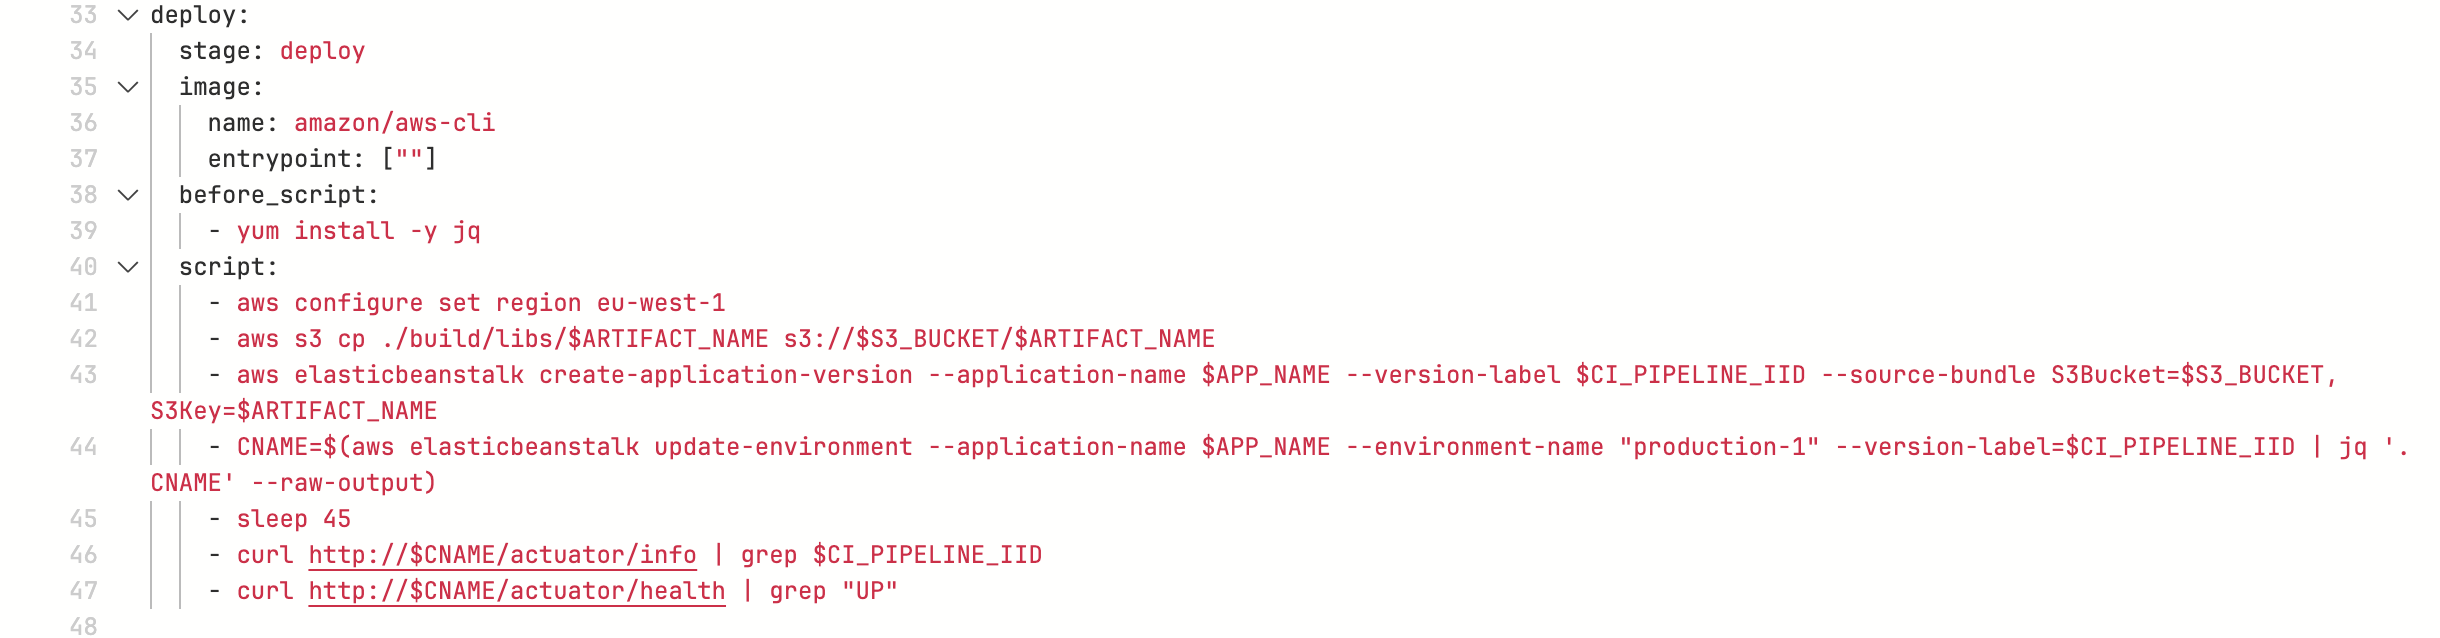 33 deploy:
34 stage: deploy
35 image:
36 name: amazon/aws-cli
37 entrypoint: [""]
38 before_script:
39 - yum install -y jq
40 script:
41 - aws configure set region eu-west-1
42 - aws s3 cp ./build/libs/$ARTIFACT_NAME s3://$S3_BUCKET/$ARTIFACT_NAME
43 - aws elasticbeanstalk create-application-version --application-name $APP_NAME --version-label $CI_PIPELINE_IID --source-bundle S3Bucket=$S3_BUCKET,
S3Key=$ARTIFACT_NAME
44 - CNAME=$(aws elasticbeanstalk update-environment --application-name $APP_NAME --environment-name "production-1" --version-label=$CI_PIPELINE_IID | jq '.
CNAME' --raw-output)
45 - sleep 45
46 - curl http://$CNAME/actuator/info | grep $CI_PIPELINE_IID
47 - curl http://$CNAME/actuator/health | grep "UP"
48